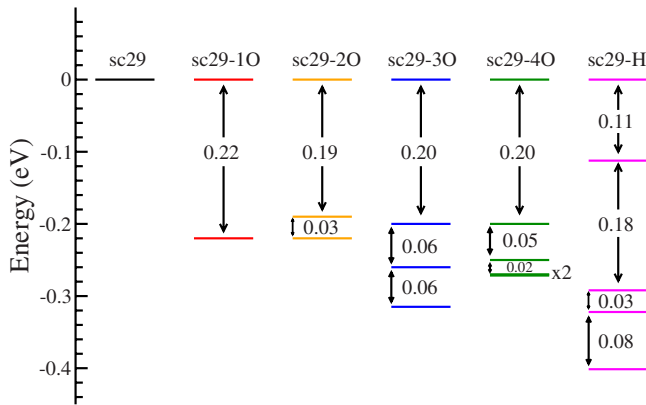 sc29 sc29-1O sc29-2O sc29-3O sc29-4O sc29-H
0
0.11
-0.1
0.22 0.19 0.20 0.20
0.18
-0.2
0.03 0.06 0.05
0.02 x2
-0.3
0.06 0.03
0.08
-0.4
Energy (eV)